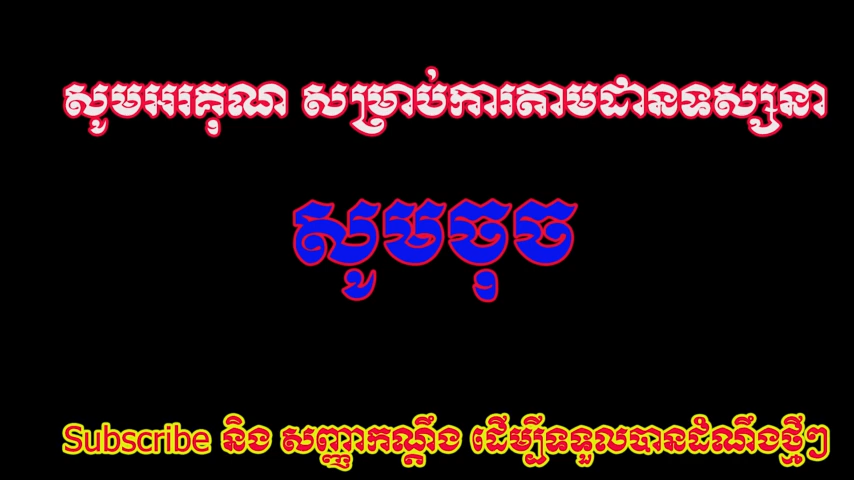 សូមអរគុណ សម្រាប់ការតាមដានទស្សនា
សូមចុច
Subscribe និង សញ្ញាកណ្តឹង ដើម្បីទទួលបានដំណឹងថ្មីៗ